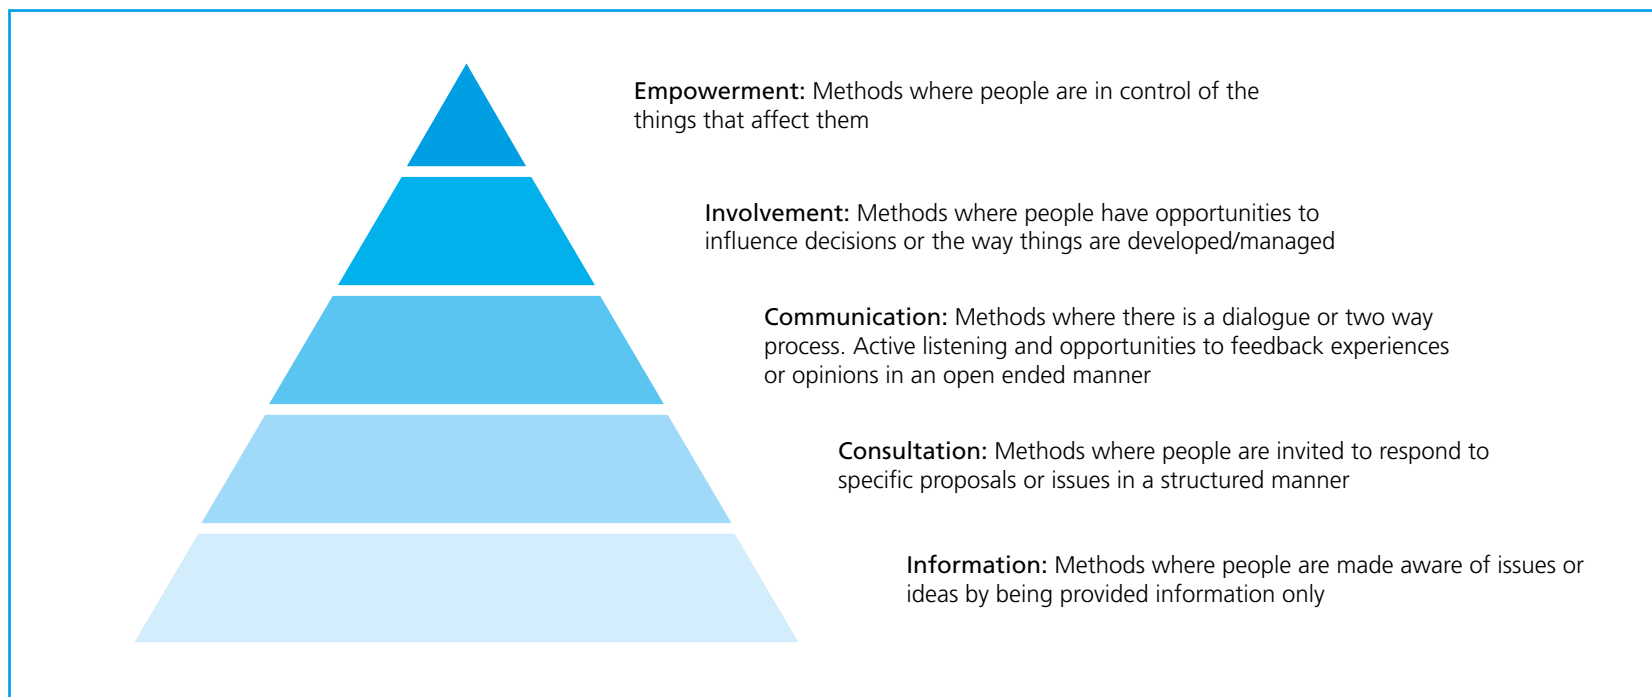 Empowerment: Methods where people are in control of the
things that affect them
Involvement: Methods where people have opportunities to
influence decisions or the way things are developed/managed
Communication: Methods where there is a dialogue or two way
process. Active listening and opportunities to feedback experiences
or opinions in an open ended manner
Consultation: Methods where people are invited to respond to
specific proposals or issues in a structured manner
Information: Methods where people are made aware of issues or
ideas by being provided information only